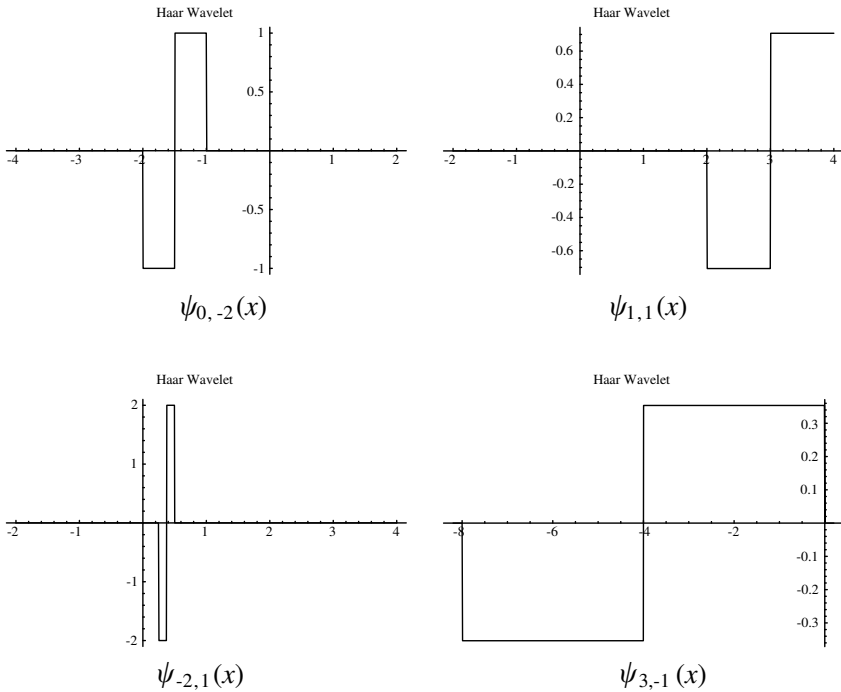 Haar Wavelet
1
0.5
-4 -3 -2 -1 1 2
-0.5
-1
ψ0, -2(x)
Haar Wavelet
0.6
0.4
0.2
-2 -1 1 2 3 4
-0.2
-0.4
-0.6
ψ1,1(x)
Haar Wavelet
2
1
-2 -1 1 2 3 4
-1
-2
ψ-2,1(x)
Haar Wavelet
0.3
0.2
0.1
-8 -6 -4 -2
-0.1
-0.2
-0.3
ψ3,-1(x)